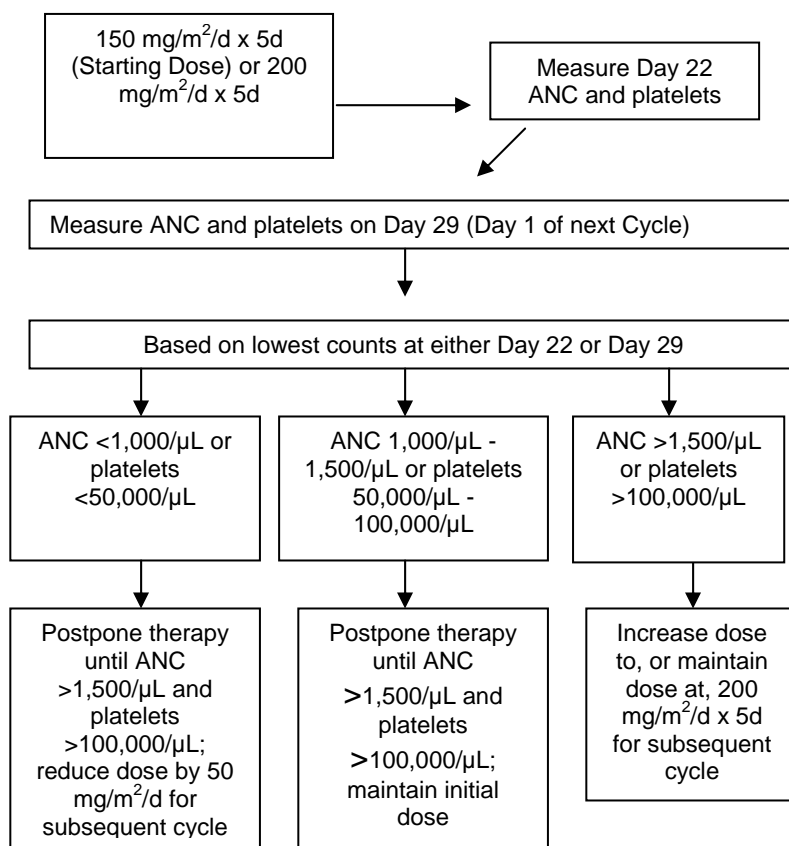 150 mg/m²/d x 5d
(Starting Dose) or 200
mg/m²/d x 5d
Measure Day 22
ANC and platelets
Measure ANC and platelets on Day 29 (Day 1 of next Cycle)
Based on lowest counts at either Day 22 or Day 29
ANC <1,000/µL or
platelets
<50,000/µL
ANC 1,000/µL -
1,500/µL or platelets
50,000/µL -
100,000/µL
ANC >1,500/µL
or platelets
>100,000/µL
Postpone therapy
until ANC
>1,500/µL and
platelets
>100,000/µL;
reduce dose by 50
mg/m²/d for
subsequent cycle
Postpone therapy
until ANC
>1,500/µL and
platelets
>100,000/µL;
maintain initial
dose
Increase dose
to, or maintain
dose at, 200
mg/m²/d x 5d
for subsequent
cycle